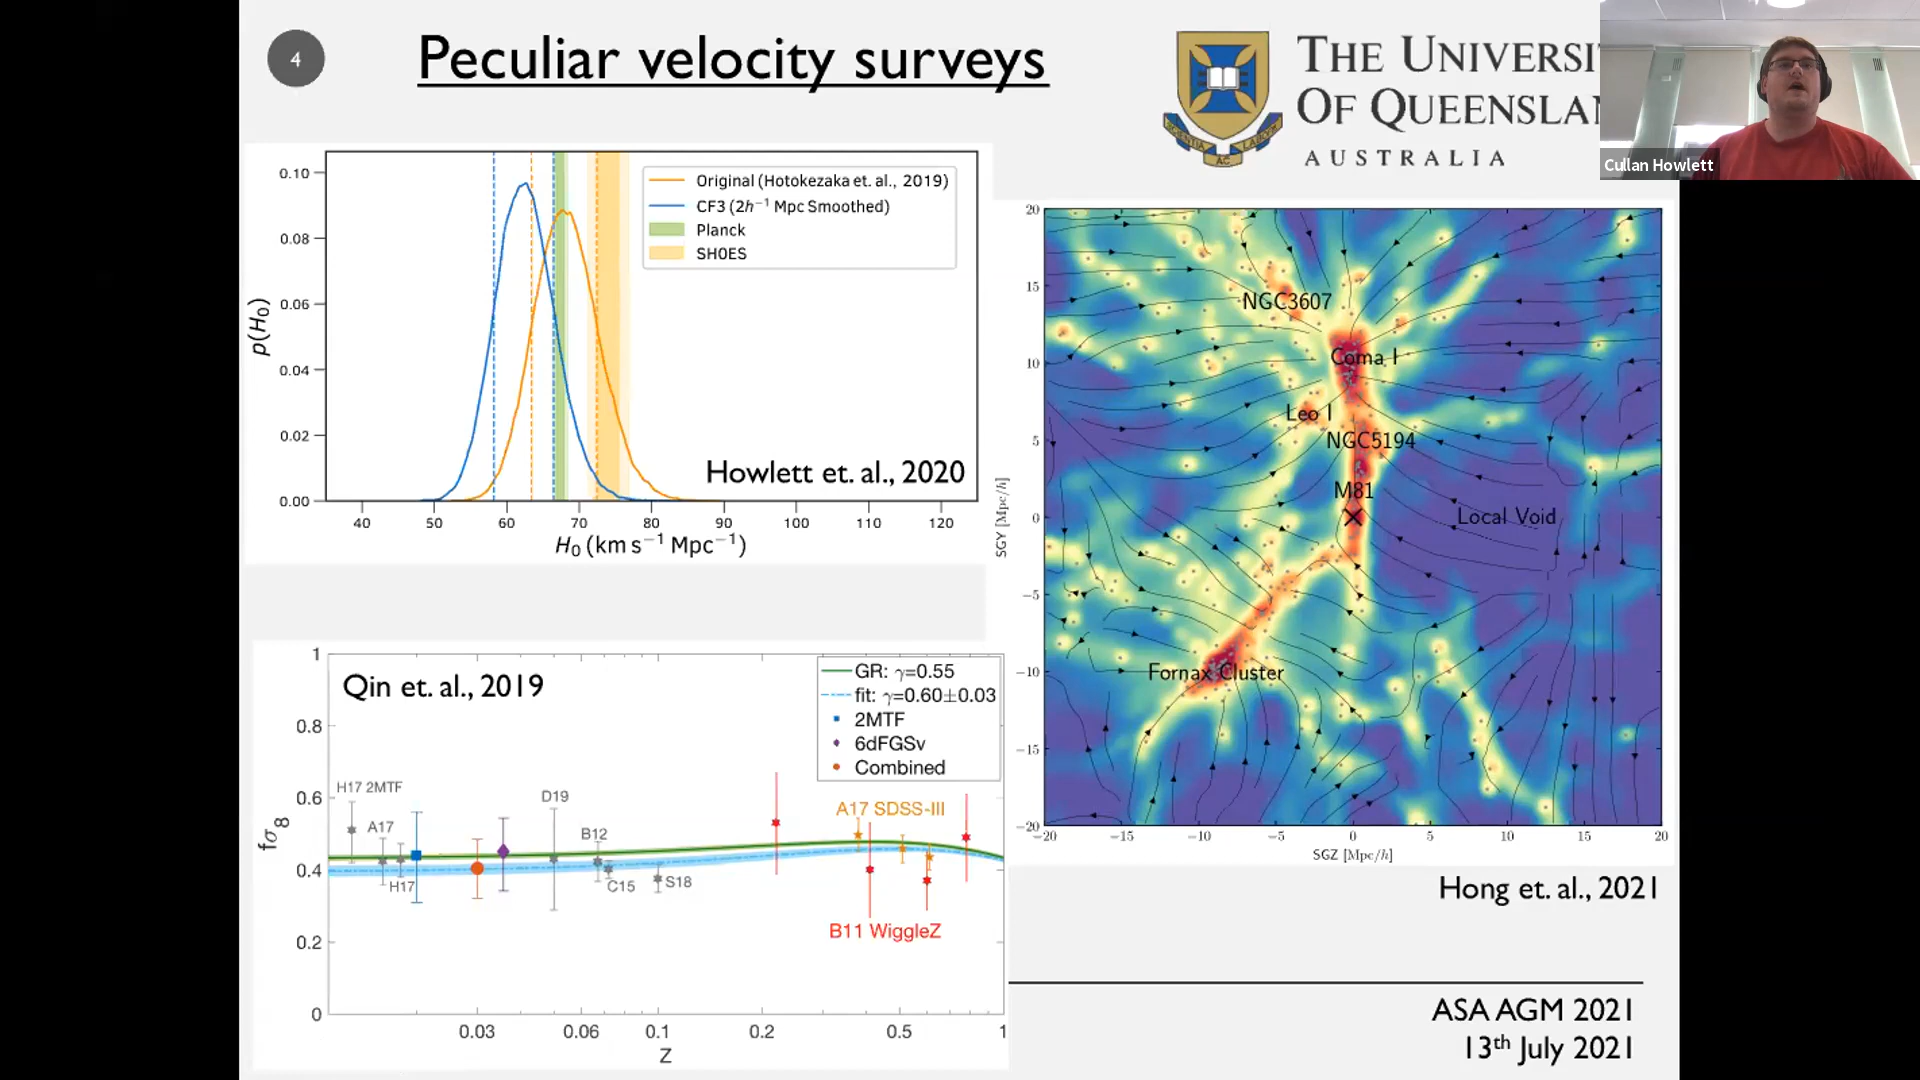 4
Peculiar velocity surveys
THE UNIVERSI
OF QUEENSLA
AUSTRALIA
SCIENTIA AC LABORE
Cullan Howlett
0.10
0.08
0.06
0.04
0.02
0.00
p(H₀)
Original (Hotokezaka et. al., 2019)
CF3 (2h⁻¹ Mpc Smoothed)
Planck
SH0ES
Howlett et. al., 2020
40 50 60 70 80 90 100 110 120
H₀ (km s⁻¹ Mpc⁻¹)
20
15
10
5
0
−5
−10
−15
−20
SGY [Mpc/h]
NGC3607
Coma I
Leo I
NGC5194
M81
Local Void
Fornax Cluster
−20 −15 −10 −5 0 5 10 15 20
SGZ [Mpc/h]
Hong et. al., 2021
1
0.8
0.6
0.4
0.2
0
fσ₈
Qin et. al., 2019
GR: γ=0.55
fit: γ=0.60±0.03
2MTF
6dFGSv
Combined
H17 2MTF
A17
H17
D19
B12
C15
S18
A17 SDSS-III
B11 WiggleZ
0.03 0.06 0.1 0.2 0.5 1
Z
ASA AGM 2021
13th July 2021